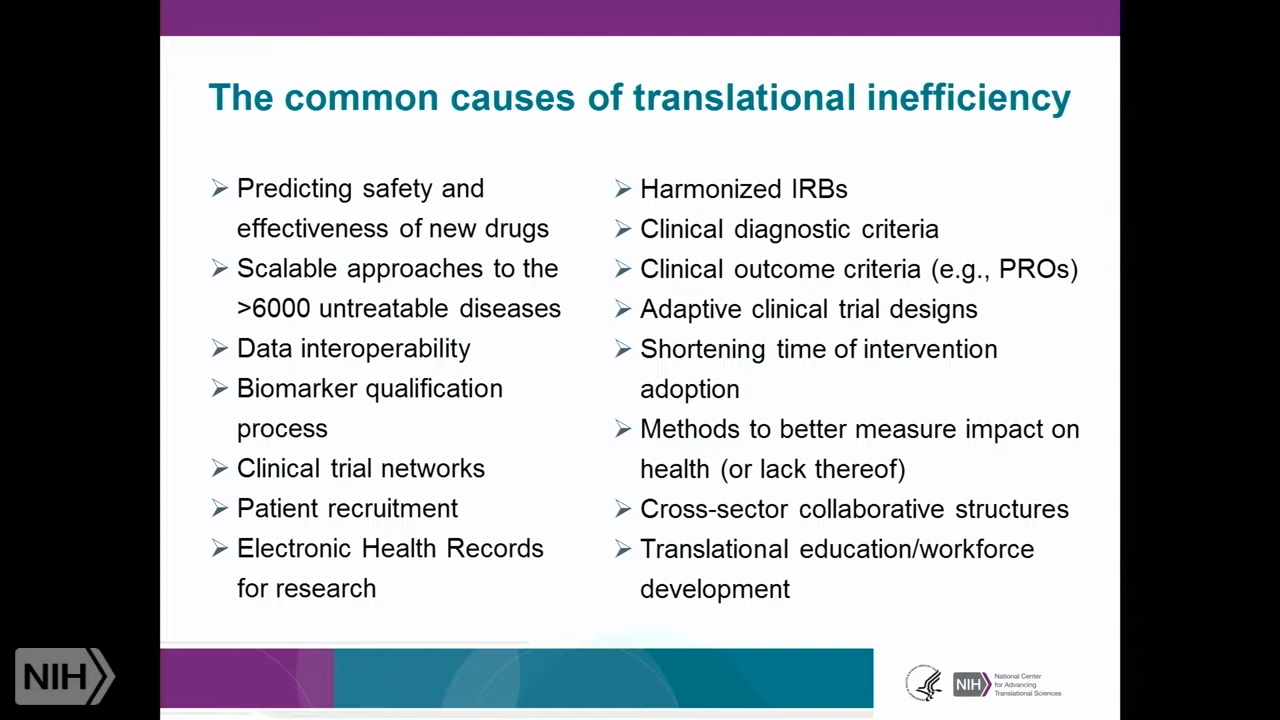 The common causes of translational inefficiency
➢ Predicting safety and
effectiveness of new drugs
➢ Scalable approaches to the
>6000 untreatable diseases
➢ Data interoperability
➢ Biomarker qualification
process
➢ Clinical trial networks
➢ Patient recruitment
➢ Electronic Health Records
for research
➢ Harmonized IRBs
➢ Clinical diagnostic criteria
➢ Clinical outcome criteria (e.g., PROs)
➢ Adaptive clinical trial designs
➢ Shortening time of intervention
adoption
➢ Methods to better measure impact on
health (or lack thereof)
➢ Cross-sector collaborative structures
➢ Translational education/workforce
development
NIH
NIH
National Center
for Advancing
Translational Sciences